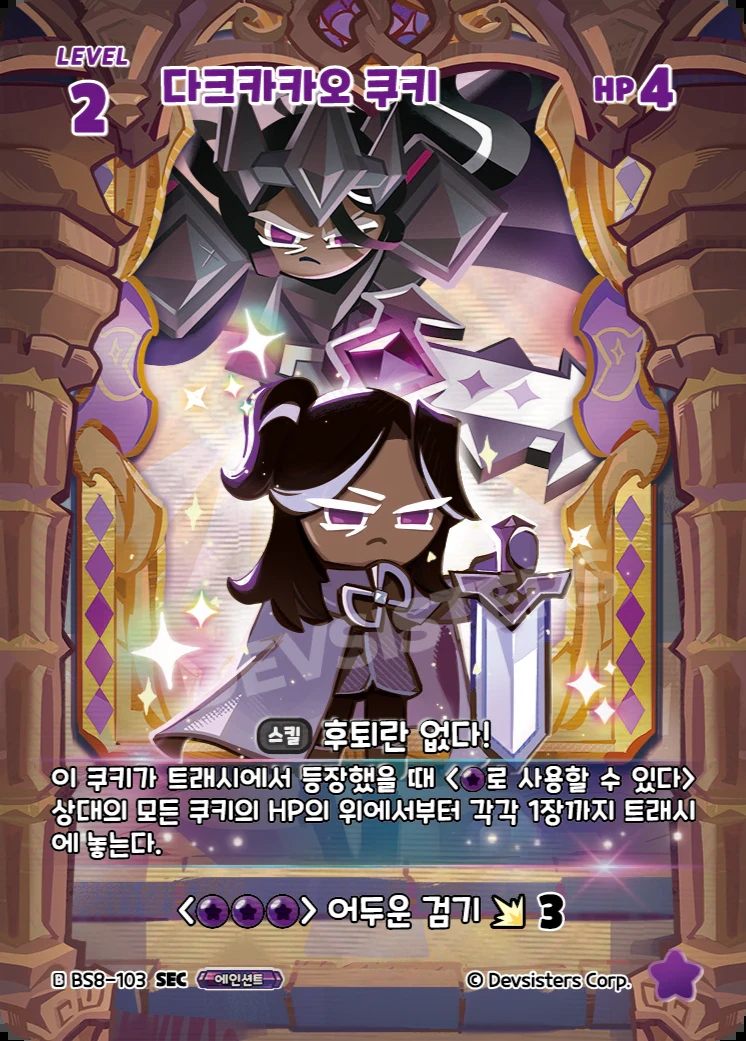 LEVEL
2
다크카카오 쿠키
HP 4
DEVSISTERS
스킬 후퇴란 없다!
이 쿠키가 트래시에서 등장했을 때 <★로 사용할 수 있다>
상대의 모든 쿠키의 HP의 위에서부터 각각 1장까지 트래시
에 놓는다.
<★★★> 어두운 검기 3
B BS8-103 SEC 에인션트
© Devsisters Corp.